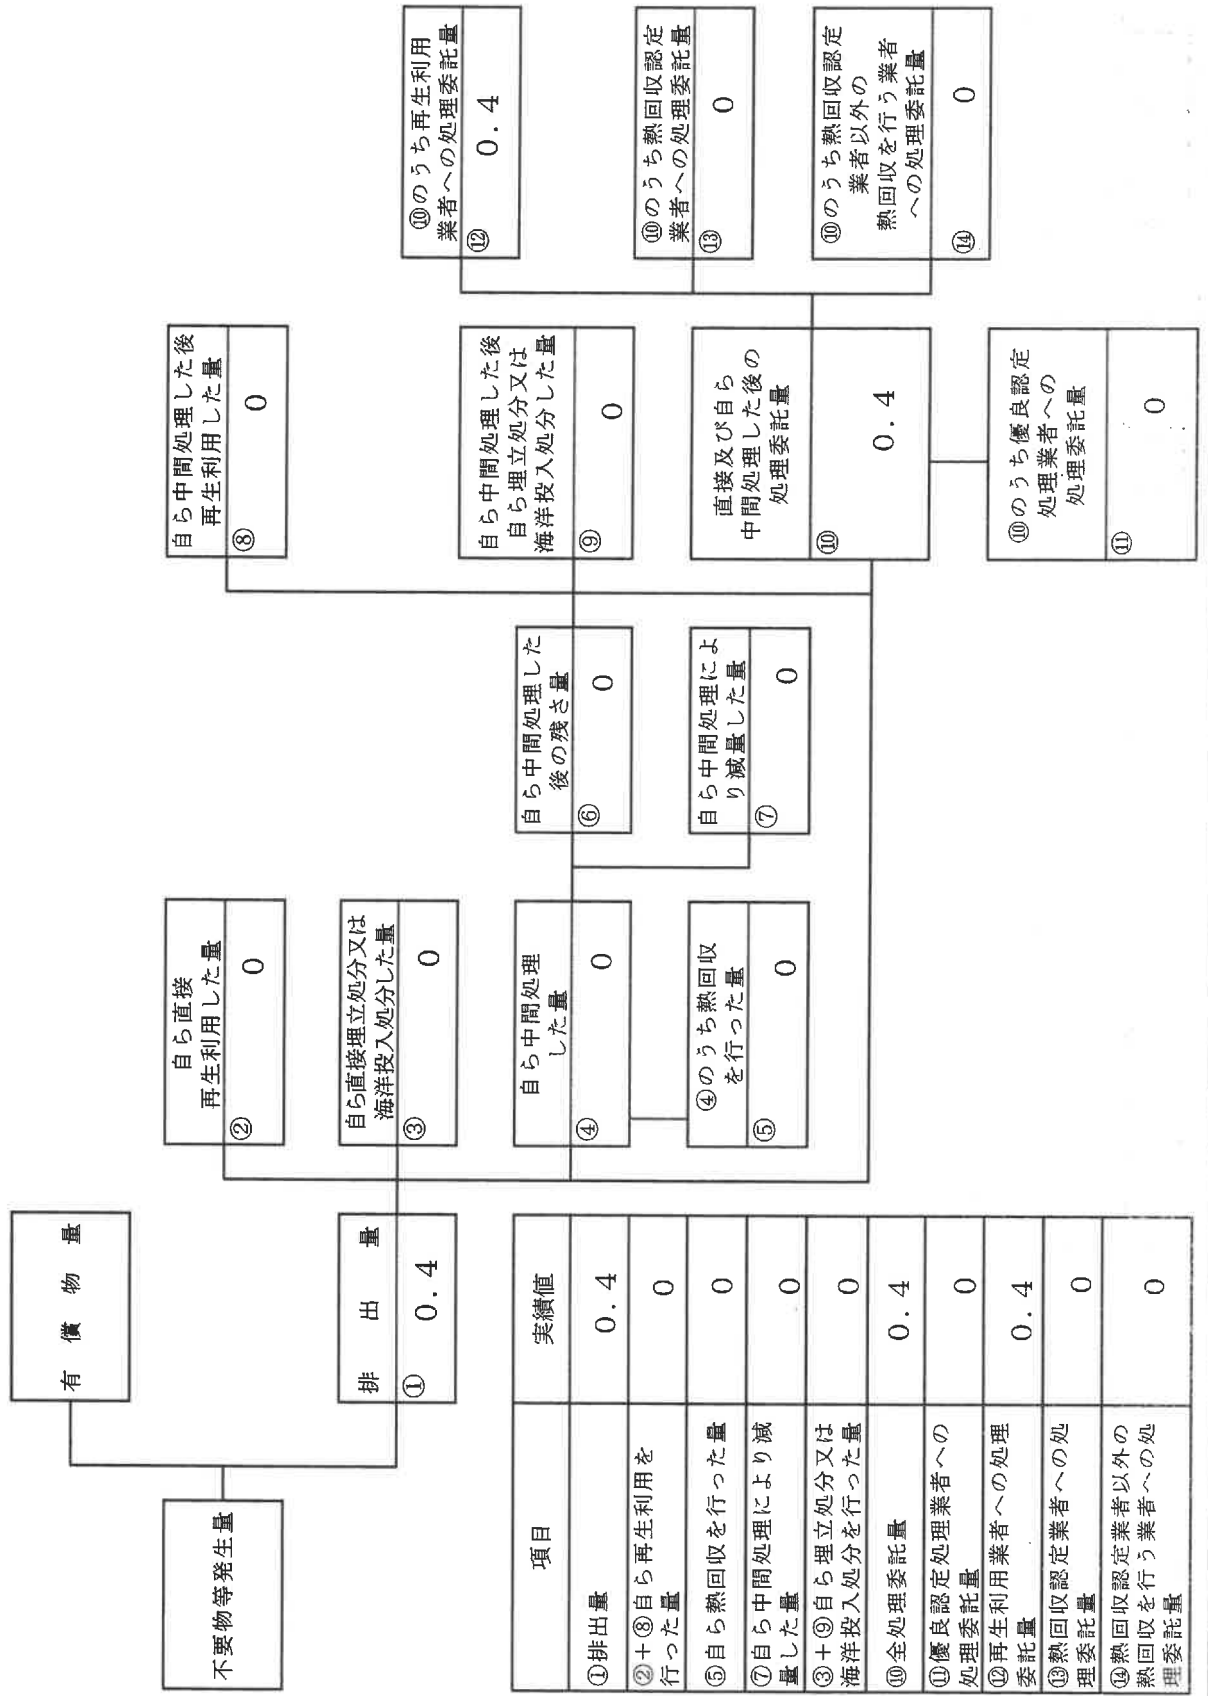 不要物等発生量
有償物量
排出量
①
0.4
自ら直接
再生利用した量
②
0
自ら直接埋立処分又は
海洋投入処分した量
③
0
自ら中間処理
した量
④
0
④のうち熱回収
を行った量
⑤
0
自ら中間処理した
後の残さ量
⑥
0
自ら中間処理によ
り減量した量
⑦
0
自ら中間処理した後
再生利用した量
⑧
0
自ら中間処理した後
自ら埋立処分又は
海洋投入処分した量
⑨
0
直接及び自ら
中間処理した後の
処理委託量
⑩
0.4
⑩のうち優良認定
処理業者への
処理委託量
⑪
0
⑩のうち再生利用
業者への処理委託量
⑫
0.4
⑩のうち熱回収認定
業者への処理委託量
⑬
0
⑩のうち熱回収認定
業者以外の
熱回収を行う業者
への処理委託量
⑭
0
項目
実績値
①排出量
0.4
②+⑧自ら再生利用を
行った量
0
⑤自ら熱回収を行った量
0
⑦自ら中間処理により減
量した量
0
③+⑨自ら埋立処分又は
海洋投入処分を行った量
0
⑩全処理委託量
0.4
⑪優良認定処理業者への
処理委託量
0
⑫再生利用業者への処理
委託量
0.4
⑬熱回収認定業者への処
理委託量
0
⑭熱回収認定業者以外の
熱回収を行う業者への処
理委託量
0